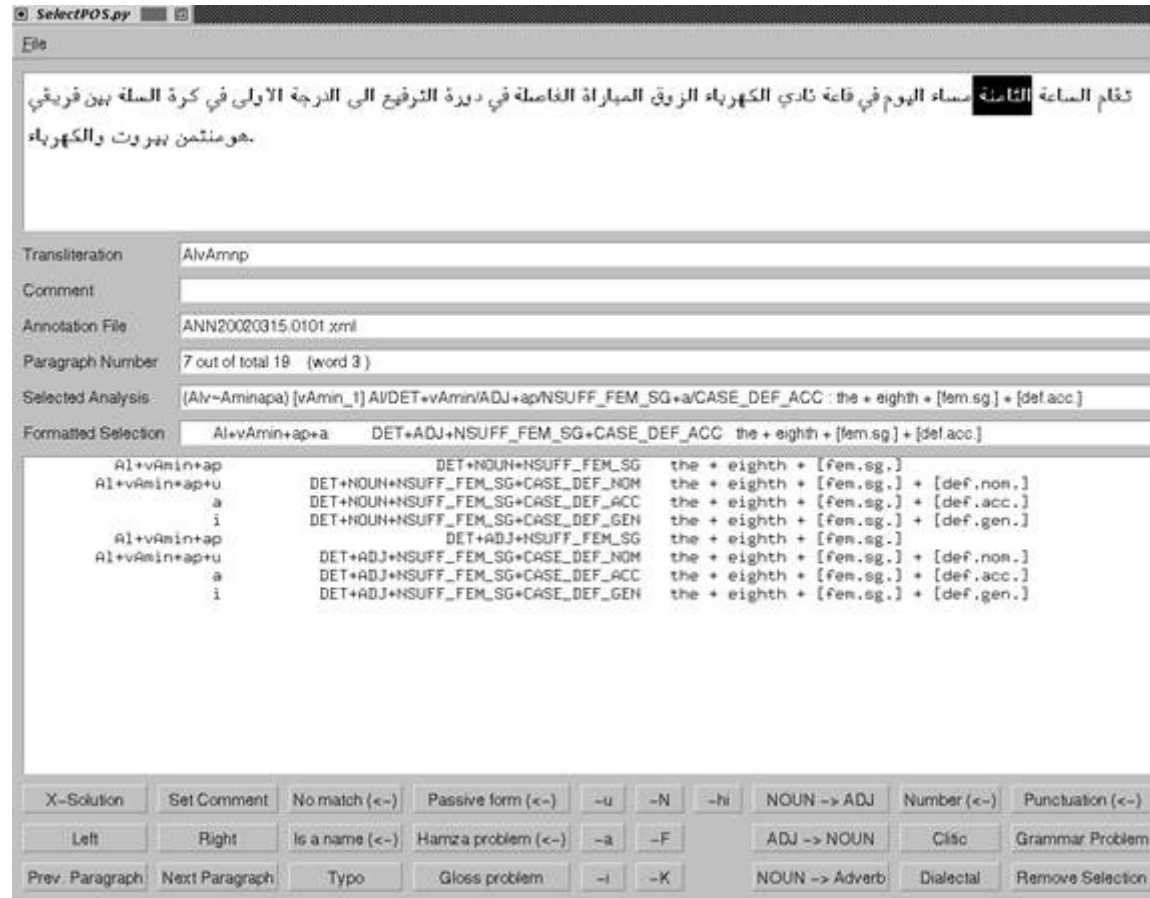 SelectPOS.py
File
تقام الساعة الثامنة مساء اليوم في قاعة نادي الكهرباء الزوق المباراة الفاصلة في دورة الترفيع الى الدرجة الاولى في كرة السلة بين فريقي
هومنتمن بيروت والكهرباء.
Transliteration AlvAmnp
Comment
Annotation File ANN20020315.0101.xml
Paragraph Number 7 out of total 19 (word 3 )
Selected Analysis (Alv~Aminapa) [vAmin_1] Al/DET+vAmin/ADJ+ap/NSUFF_FEM_SG+a/CASE_DEF_ACC : the + eighth + [fem.sg.] + [def.acc.]
Formatted Selection Al+vAmin+ap+a DET+ADJ+NSUFF_FEM_SG+CASE_DEF_ACC the + eighth + [fem.sg.] + [def.acc.]
Al+vAmin+ap DET+NOUN+NSUFF_FEM_SG the + eighth + [fem.sg.]
Al+vAmin+ap+u DET+NOUN+NSUFF_FEM_SG+CASE_DEF_NOM the + eighth + [fem.sg.] + [def.nom.]
a DET+NOUN+NSUFF_FEM_SG+CASE_DEF_ACC the + eighth + [fem.sg.] + [def.acc.]
i DET+NOUN+NSUFF_FEM_SG+CASE_DEF_GEN the + eighth + [fem.sg.] + [def.gen.]
Al+vAmin+ap DET+ADJ+NSUFF_FEM_SG the + eighth + [fem.sg.]
Al+vAmin+ap+u DET+ADJ+NSUFF_FEM_SG+CASE_DEF_NOM the + eighth + [fem.sg.] + [def.nom.]
a DET+ADJ+NSUFF_FEM_SG+CASE_DEF_ACC the + eighth + [fem.sg.] + [def.acc.]
i DET+ADJ+NSUFF_FEM_SG+CASE_DEF_GEN the + eighth + [fem.sg.] + [def.gen.]
X-Solution Set Comment No match (<-) Passive form (<-) -u -N -hi NOUN -> ADJ Number (<-) Punctuation (<-)
Left Right Is a name (<-) Hamza problem (<-) -a -F ADJ -> NOUN Clitic Grammar Problem
Prev. Paragraph Next Paragraph Typo Gloss problem -i -K NOUN -> Adverb Dialectal Remove Selection